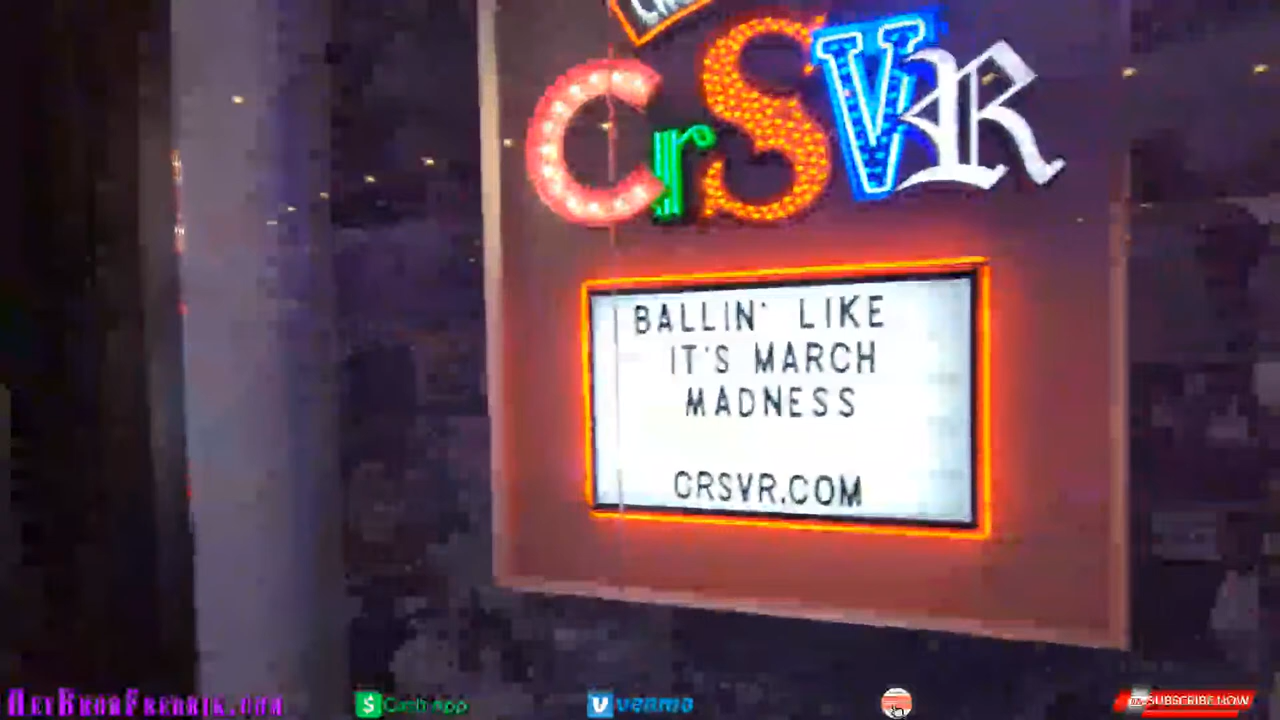 CrSVR
BALLIN' LIKE
IT'S MARCH
MADNESS
CRSVR.COM
Cash App
venmo
SUBSCRIBE NOW